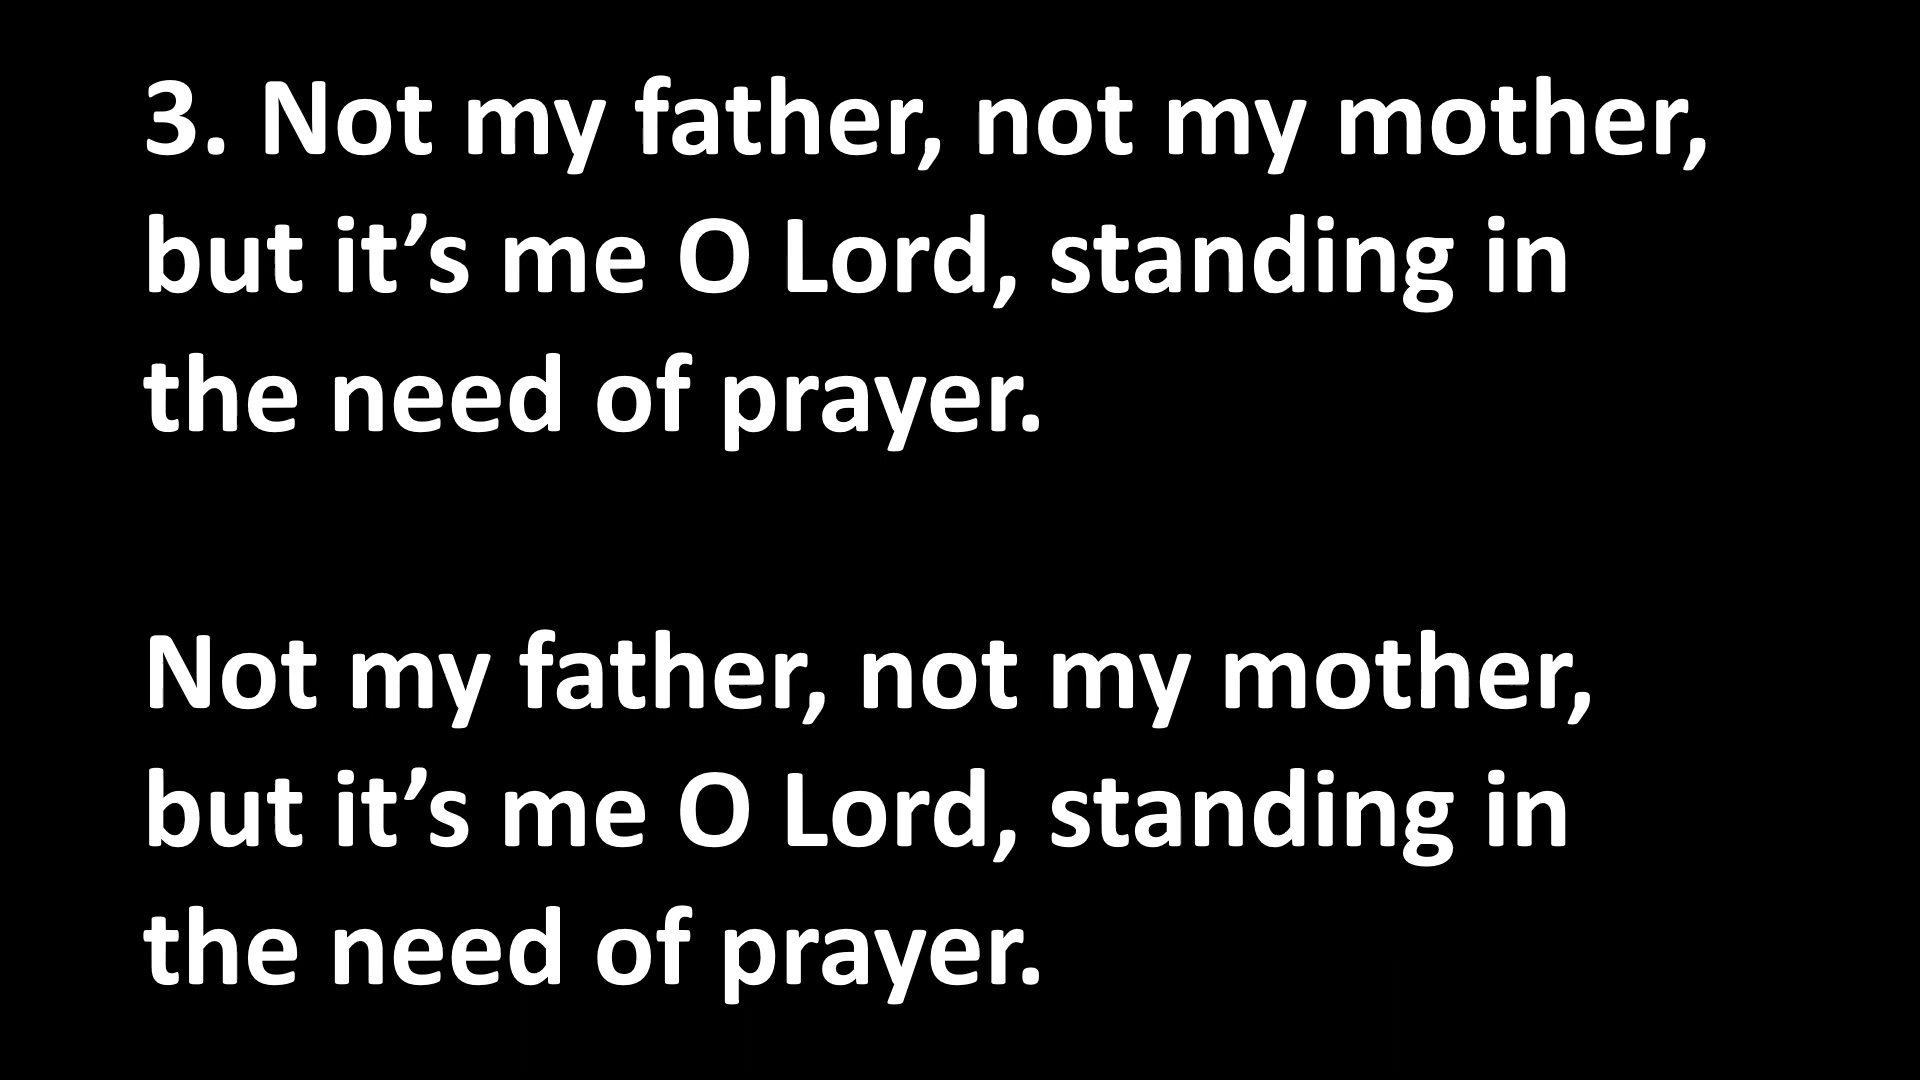 3. Not my father, not my mother,
but it’s me O Lord, standing in
the need of prayer.
Not my father, not my mother,
but it’s me O Lord, standing in
the need of prayer.